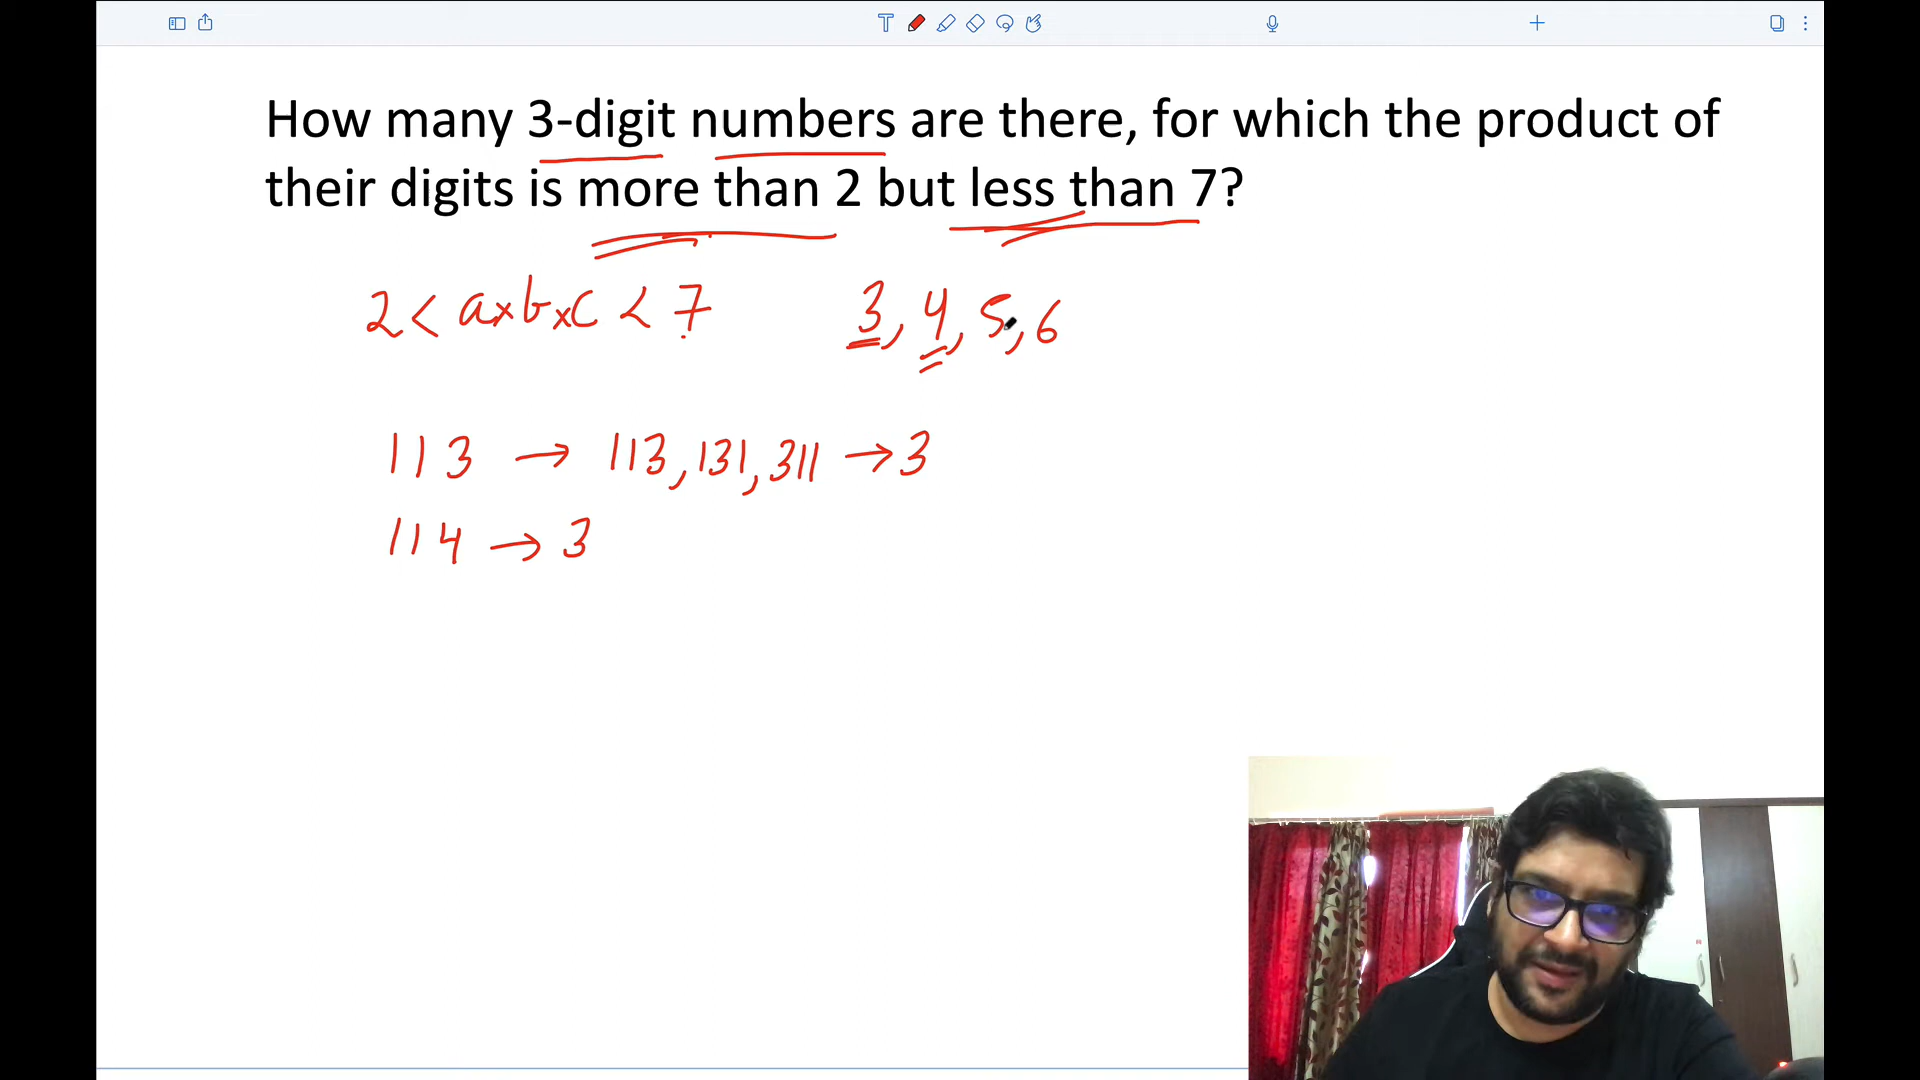 How many 3-digit numbers are there, for which the product of
their digits is more than 2 but less than 7?
2 < a×b×c < 7 3, 4, 5, 6
113 → 113, 131, 311 → 3
114 → 3